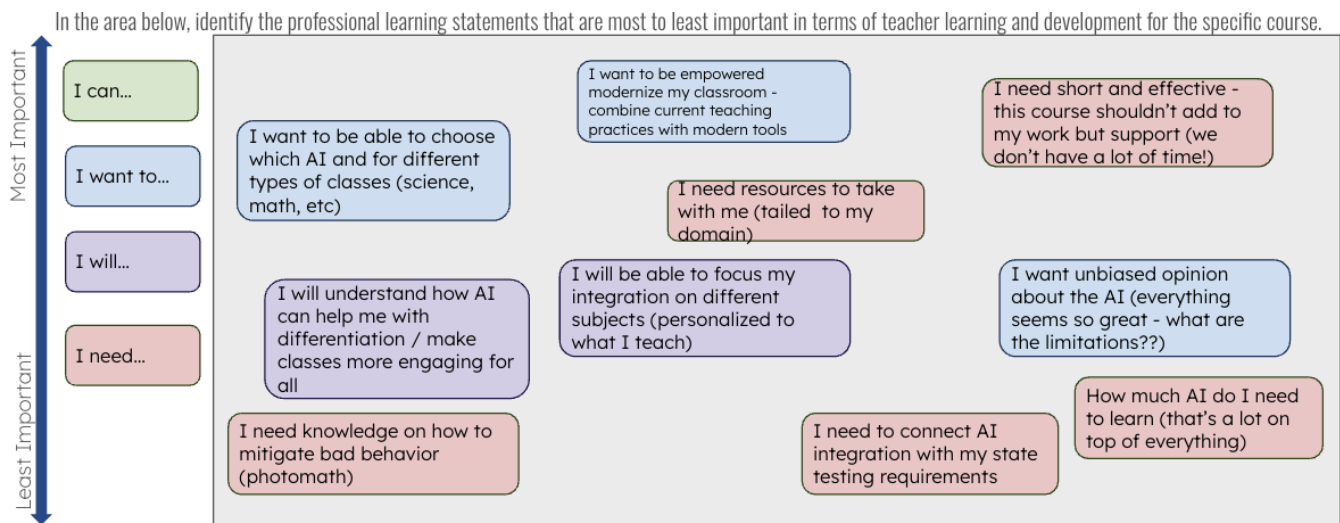 In the area below, identify the professional learning statements that are most to least important in terms of teacher learning and development for the specific course.
Most Important
Least Important
I can...
I want to...
I will...
I need...
I want to be empowered
modernize my classroom -
combine current teaching
practices with modern tools
I need short and effective -
this course shouldn't add to
my work but support (we
don't have a lot of time!)
I want to be able to choose
which AI and for different
types of classes (science,
math, etc)
I need resources to take
with me (tailed to my
domain)
I will understand how AI
can help me with
differentiation / make
classes more engaging for
all
I will be able to focus my
integration on different
subjects (personalized to
what I teach)
I want unbiased opinion
about the AI (everything
seems so great - what are
the limitations??)
How much AI do I need
to learn (that's a lot on
top of everything)
I need knowledge on how to
mitigate bad behavior
(photomath)
I need to connect AI
integration with my state
testing requirements